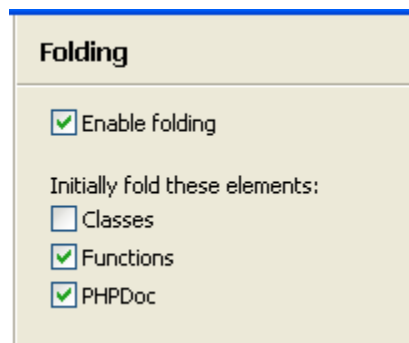 Folding
Enable folding
Initially fold these elements:
Classes
Functions
PHPDoc